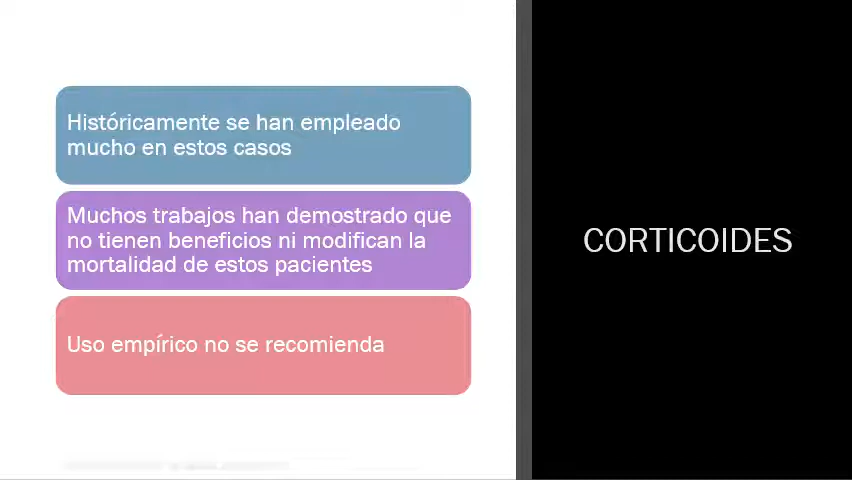 Históricamente se han empleado
mucho en estos casos
Muchos trabajos han demostrado que
no tienen beneficios ni modifican la
mortalidad de estos pacientes
Uso empírico no se recomienda
CORTICOIDES